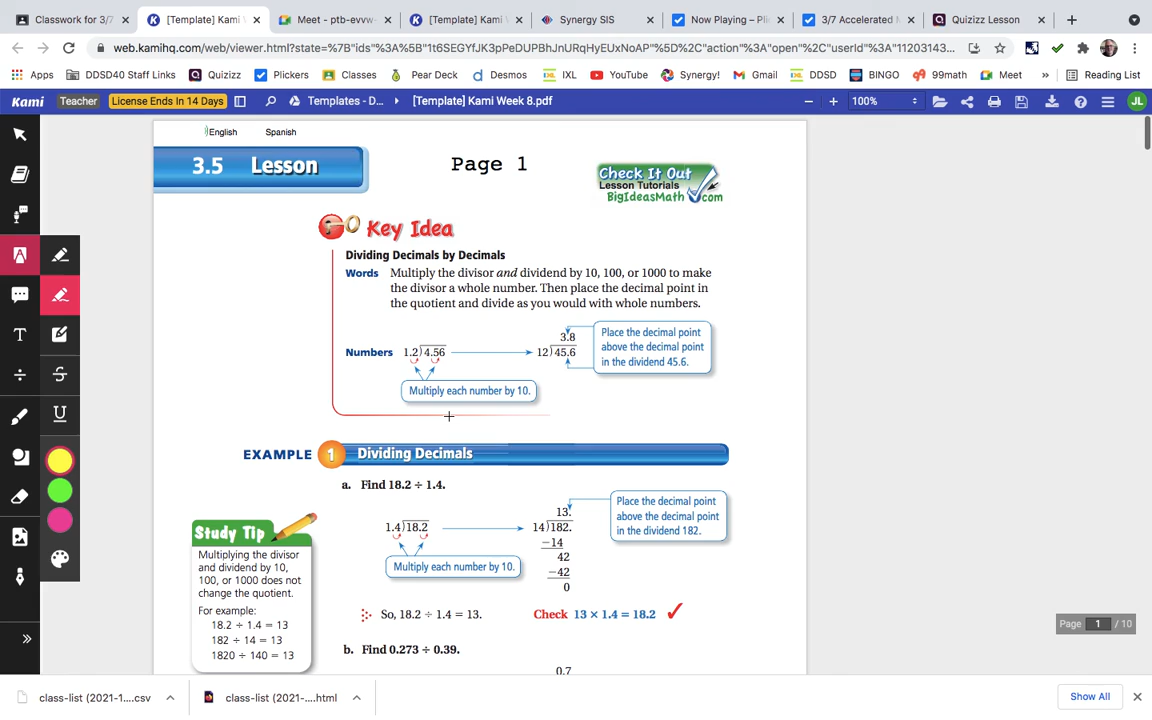 Classwork for 3/7
[Template] Kami
Meet - ptb-evvw-
[Template] Kami W
Synergy SIS
Now Playing – Pli
3/7 Accelerated M
Quizizz Lesson
web.kamihq.com/web/viewer.html?state=%7B"ids"%3A%5B"1t6SEGYfJK3pPeDUPBhJnURqHyEUxNoAP"%5D%2C"action"%3A"open"%2C"userId"%3A"11203143...
Apps
DDSD40 Staff Links
Quizizz
Plickers
Classes
Pear Deck
Desmos
IXL
YouTube
Synergy!
Gmail
DDSD
BINGO
99math
Meet
»
Reading List
Kami
Teacher
License Ends In 14 Days
Templates - D...
[Template] Kami Week 8.pdf
100%
JL
English Spanish
3.5 Lesson
Page 1
Check It Out
Lesson Tutorials
BigIdeasMath.com
Key Idea
Dividing Decimals by Decimals
Words Multiply the divisor and dividend by 10, 100, or 1000 to make
the divisor a whole number. Then place the decimal point in
the quotient and divide as you would with whole numbers.
3.8
Numbers 1.2)4.56 12)45.6
Place the decimal point
above the decimal point
in the dividend 45.6.
Multiply each number by 10.
EXAMPLE 1 Dividing Decimals
a. Find 18.2 ÷ 1.4.
13.
1.4)18.2 14)182.
−14
42
−42
0
Place the decimal point
above the decimal point
in the dividend 182.
Multiply each number by 10.
Study Tip
Multiplying the divisor
and dividend by 10,
100, or 1000 does not
change the quotient.
For example:
18.2 ÷ 1.4 = 13
182 ÷ 14 = 13
1820 ÷ 140 = 13
So, 18.2 ÷ 1.4 = 13. Check 13 × 1.4 = 18.2 ✓
b. Find 0.273 ÷ 0.39.
0.7
Page 1 / 10
class-list (2021-1....csv
class-list (2021-....html
Show All